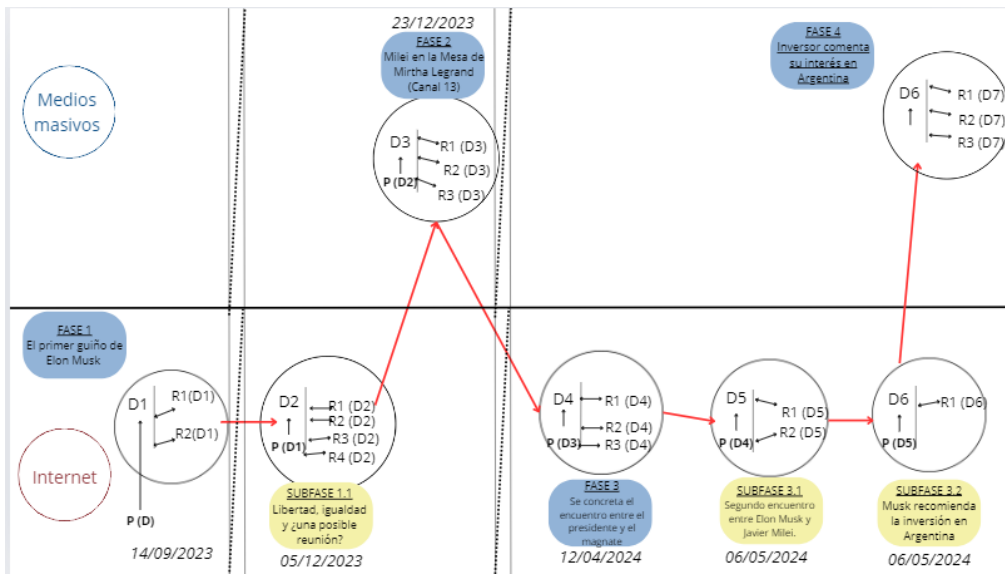 23/12/2023
FASE 2
Milei en la Mesa de
Mirtha Legrand
(Canal 13)
FASE 4
Inversor comenta
su interés en
Argentina
Medios
masivos
D3
P (D2)
R1 (D3)
R2 (D3)
R3 (D3)
D6
R1 (D7)
R2 (D7)
R3 (D7)
FASE 1
El primer guiño de
Elon Musk
Internet
D1
R1(D1)
R2(D1)
P (D)
14/09/2023
D2
P (D1)
R1 (D2)
R2 (D2)
R3 (D2)
R4 (D2)
SUBFASE 1.1
Libertad, igualdad
y ¿una posible
reunión?
05/12/2023
D4
P (D3)
R1 (D4)
R2 (D4)
R3 (D4)
FASE 3
Se concreta el
encuentro entre el
presidente y el
magnate
12/04/2024
D5
P (D4)
R1 (D5)
R2 (D5)
SUBFASE 3.1
Segundo encuentro
entre Elon Musk y
Javier Milei.
06/05/2024
D6
P (D5)
R1 (D6)
SUBFASE 3.2
Musk recomienda
la inversión en
Argentina
06/05/2024